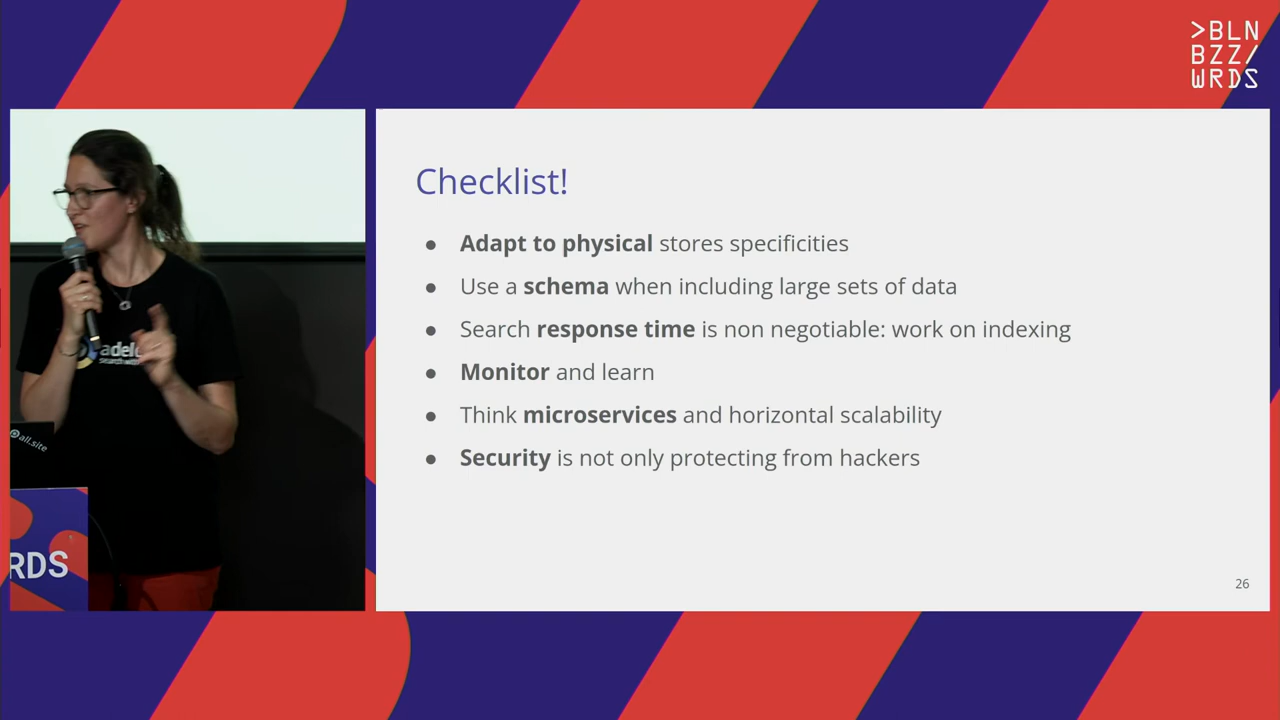 >BLN
BZZ/
WRDS
Checklist!
● Adapt to physical stores specificities
● Use a schema when including large sets of data
● Search response time is non negotiable: work on indexing
● Monitor and learn
● Think microservices and horizontal scalability
● Security is not only protecting from hackers
26
all.site
RDS